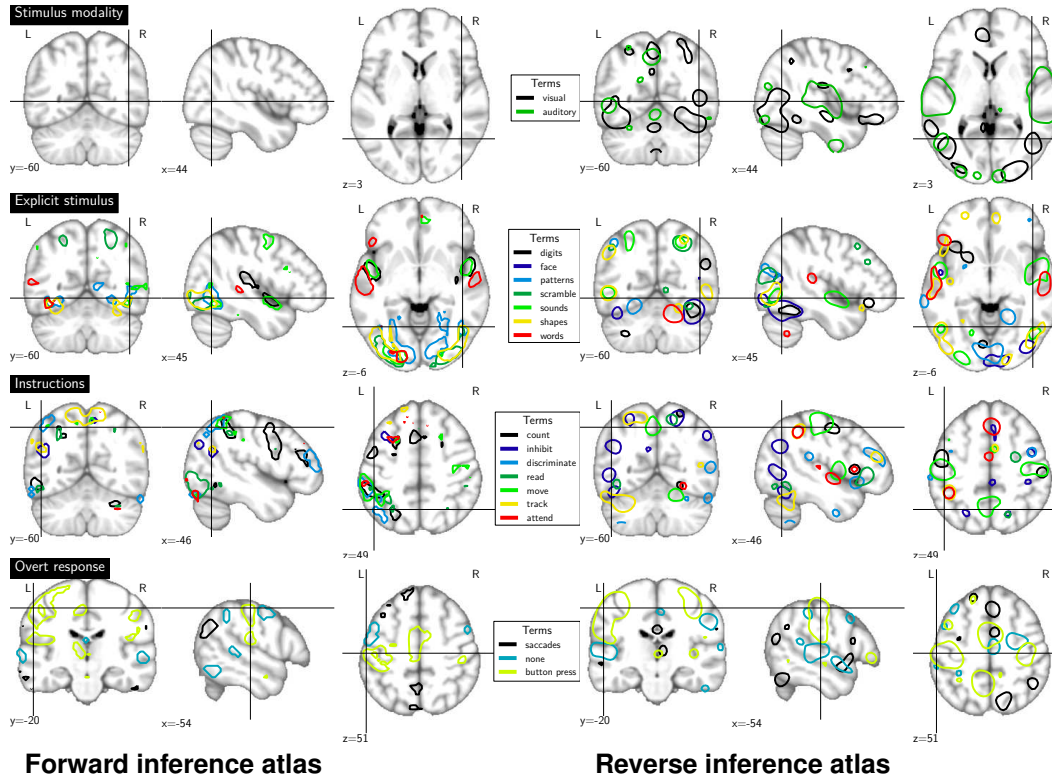 Stimulus modality
L R L R
Terms
visual
auditory
y=-60 x=44 z=3 y=-60 x=44 z=3
Explicit stimulus
L R L R
Terms
digits
face
patterns
scramble
sounds
shapes
words
y=-60 x=45 z=-6 y=-60 x=45 z=-6
Instructions
L R L R
Terms
count
inhibit
discriminate
read
move
track
attend
y=-60 x=-46 z=49 y=-60 x=-46 z=49
Overt response
L R L R
Terms
saccades
none
button press
y=-20 x=-54 z=51 y=-20 x=-54 z=51
Forward inference atlas Reverse inference atlas